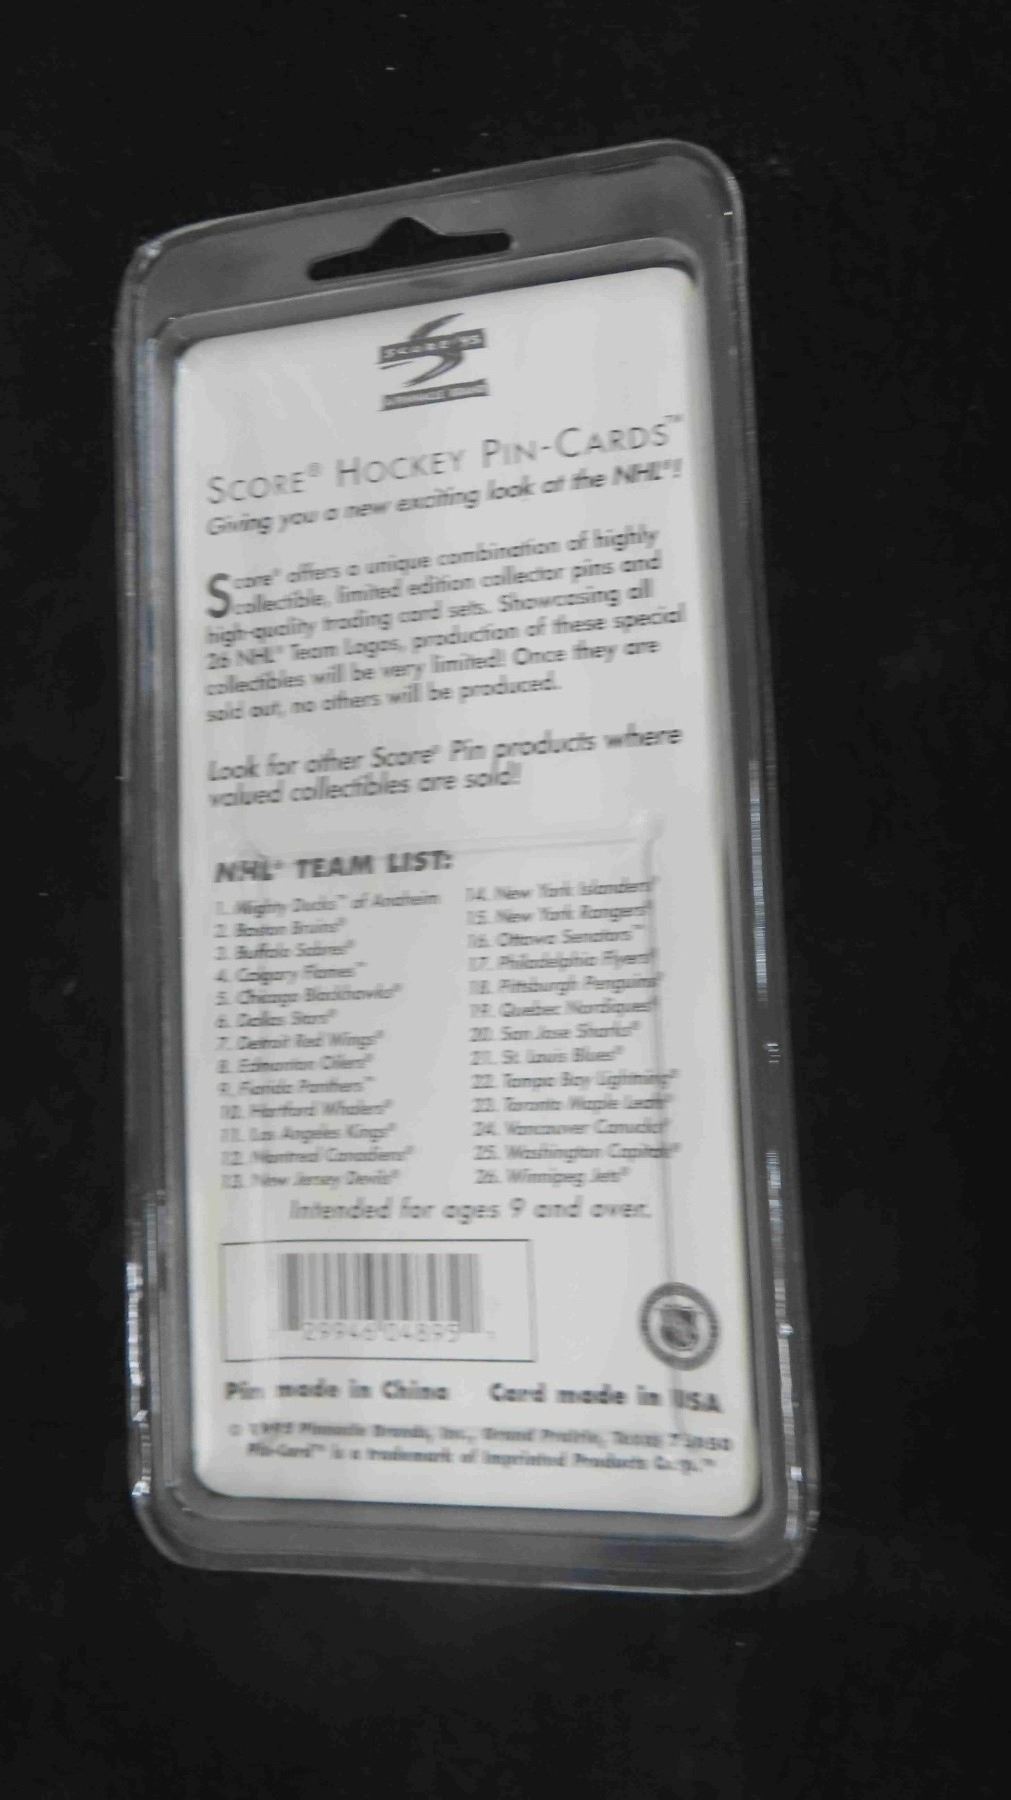 SCORE '95
A PINNACLE BRAND
SCORE® HOCKEY PIN-CARDS™
Giving you a new exciting look at the NHL®!
Score® offers a unique combination of highly
collectible, limited edition collector pins and
high-quality trading card sets. Showcasing all
26 NHL® Team Logos, production of these special
collectibles will be very limited! Once they are
sold out, no others will be produced.
Look for other Score® Pin products where
valued collectibles are sold!
NHL® TEAM LIST:
1. Mighty Ducks™ of Anaheim
2. Boston Bruins®
3. Buffalo Sabres®
4. Calgary Flames™
5. Chicago Blackhawks®
6. Dallas Stars®
7. Detroit Red Wings®
8. Edmonton Oilers®
9. Florida Panthers™
10. Hartford Whalers®
11. Los Angeles Kings®
12. Montreal Canadiens®
13. New Jersey Devils®
14. New York Islanders®
15. New York Rangers®
16. Ottawa Senators™
17. Philadelphia Flyers®
18. Pittsburgh Penguins®
19. Quebec Nordiques®
20. San Jose Sharks®
21. St. Louis Blues®
22. Tampa Bay Lightning®
23. Toronto Maple Leafs®
24. Vancouver Canucks®
25. Washington Capitals®
26. Winnipeg Jets®
Intended for ages 9 and over.
29946 04895
Pin made in China Card made in USA
© 1995 Pinnacle Brands, Inc., Grand Prairie, Texas 75050
Pin-Card™ is a trademark of Imprinted Products Corp.™